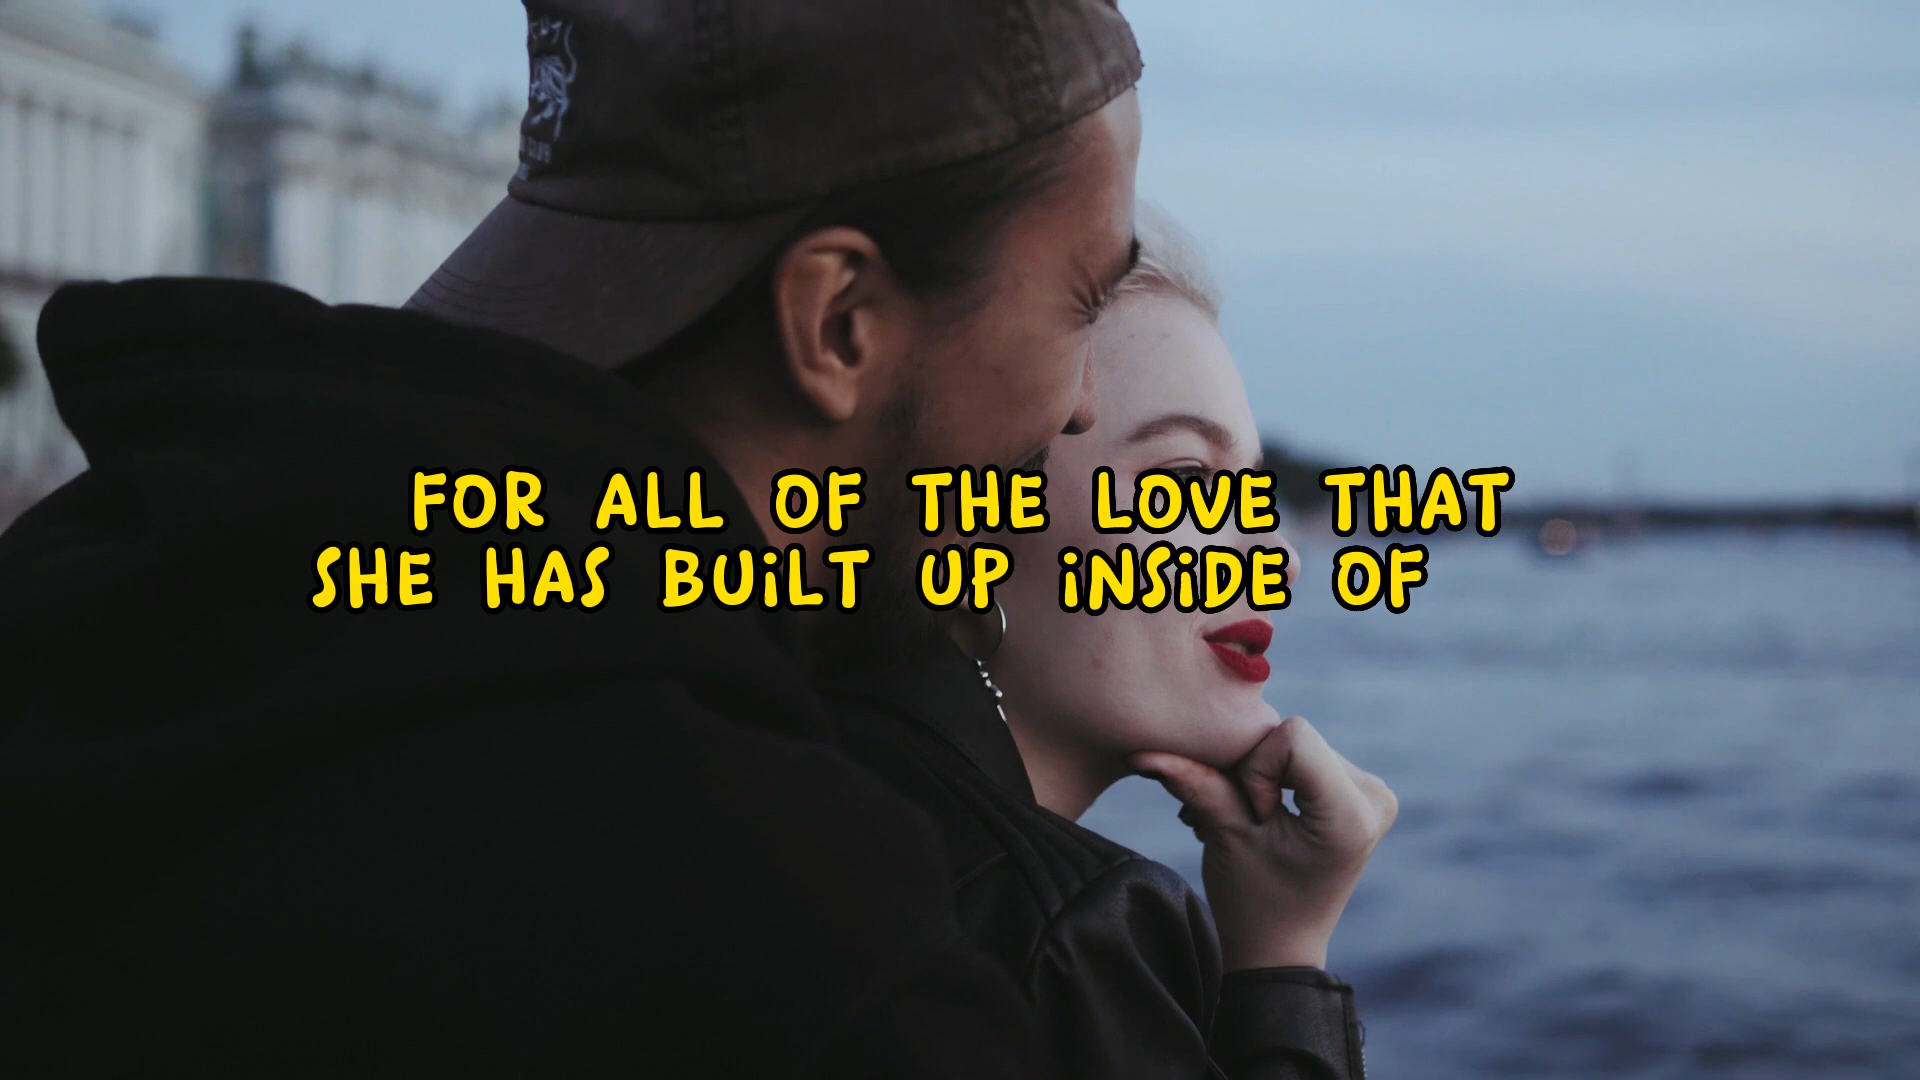 FOR ALL OF THE LOVE THAT
SHE HAS BUiLT UP iNSiDE OF